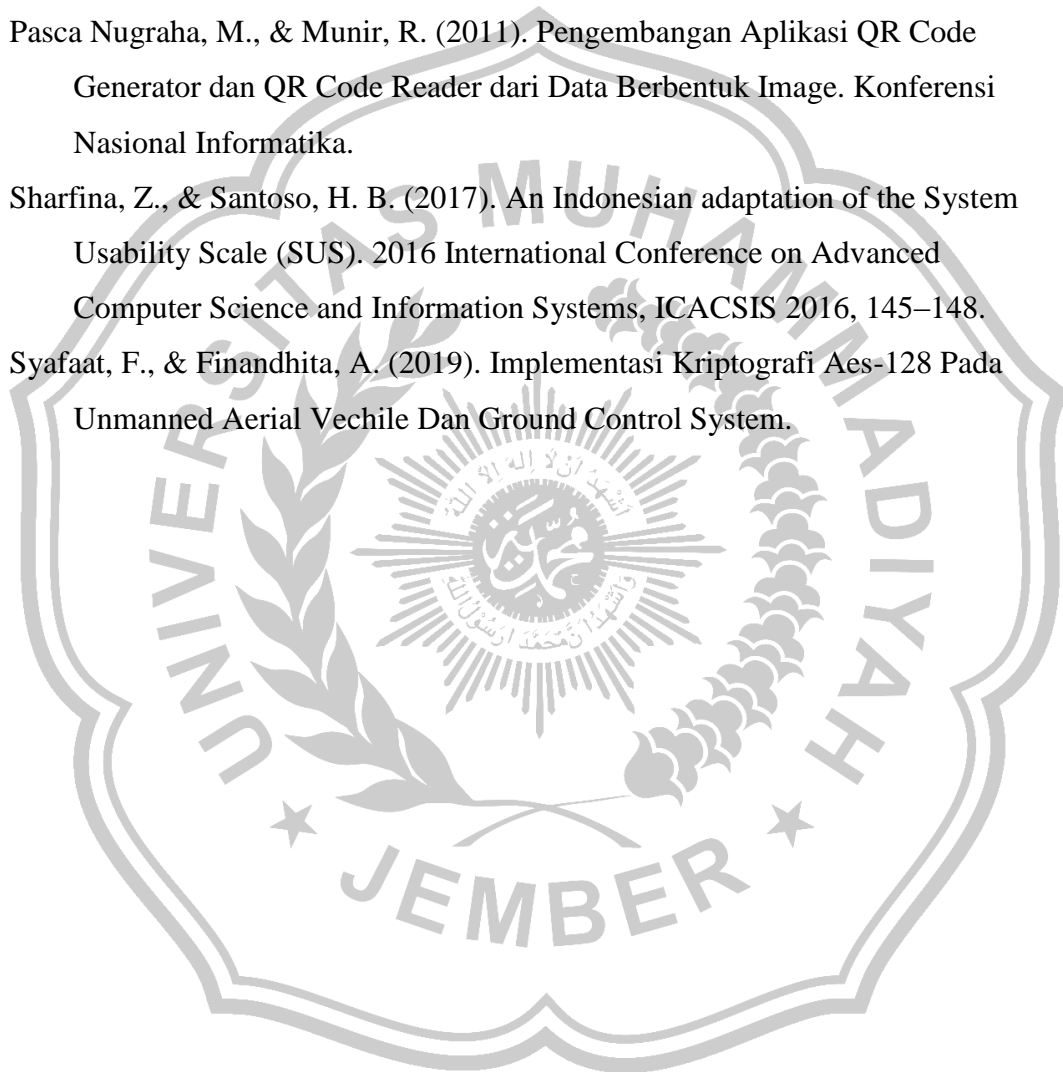 Pasca Nugraha, M., & Munir, R. (2011). Pengembangan Aplikasi QR Code
Generator dan QR Code Reader dari Data Berbentuk Image. Konferensi
Nasional Informatika.
Sharfina, Z., & Santoso, H. B. (2017). An Indonesian adaptation of the System
Usability Scale (SUS). 2016 International Conference on Advanced
Computer Science and Information Systems, ICACSIS 2016, 145–148.
Syafaat, F., & Finandhita, A. (2019). Implementasi Kriptografi Aes-128 Pada
Unmanned Aerial Vechile Dan Ground Control System.
UNIVERSITAS MUHAMMADIYAH
JEMBER